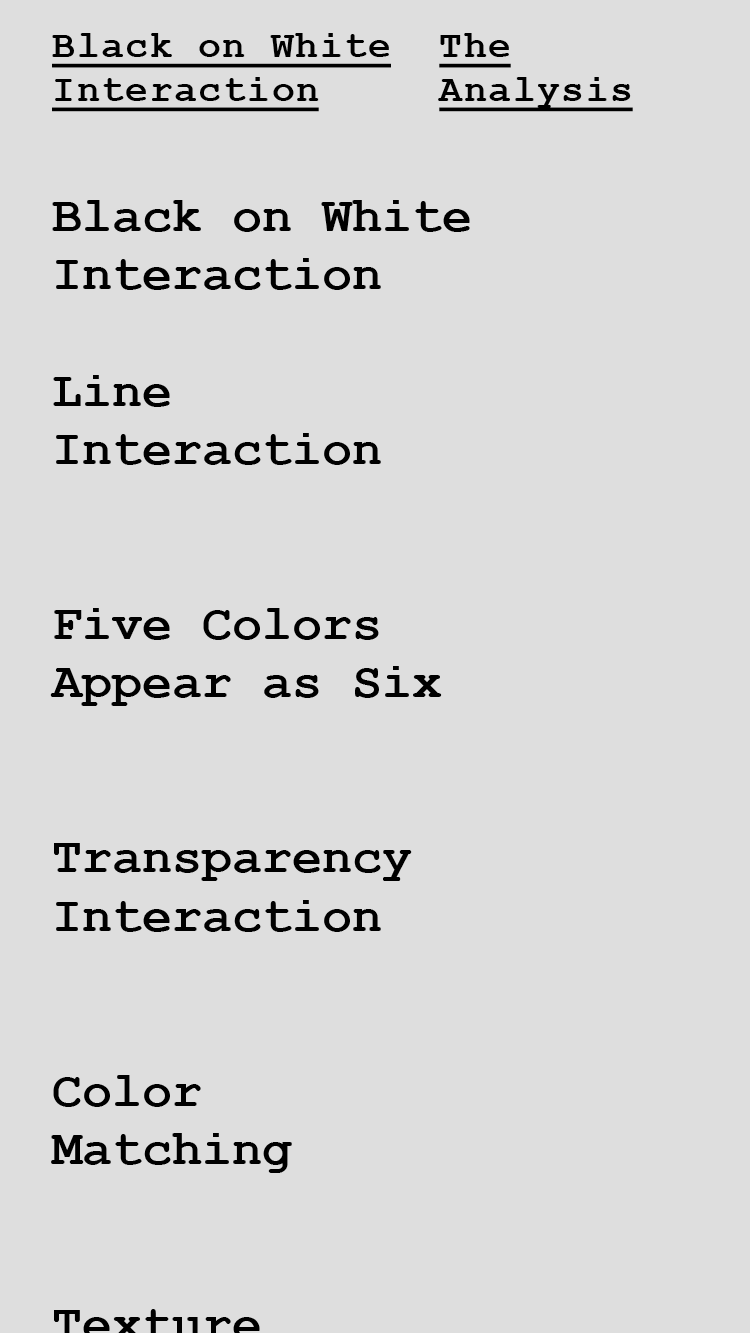 Black on White
Interaction
The
Analysis
Black on White
Interaction
Line
Interaction
Five Colors
Appear as Six
Transparency
Interaction
Color
Matching
Texture